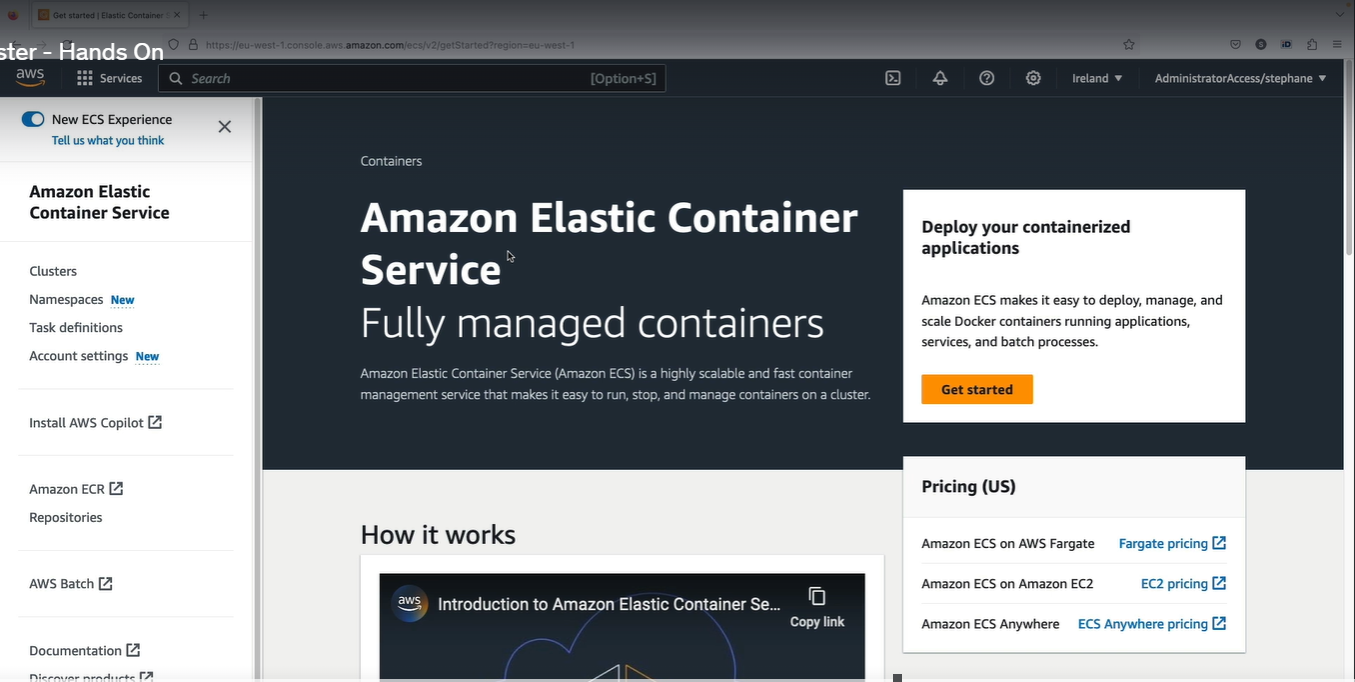 Get started | Elastic Container
ster - Hands On
https://eu-west-1.console.aws.amazon.com/ecs/v2/getStarted?region=eu-west-1
aws
Services
Search
[Option+S]
Ireland
AdministratorAccess/stephane
New ECS Experience
Tell us what you think
Amazon Elastic
Container Service
Clusters
Namespaces New
Task definitions
Account settings New
Install AWS Copilot
Amazon ECR
Repositories
AWS Batch
Documentation
Discover products
Containers
Amazon Elastic Container
Service
Fully managed containers
Amazon Elastic Container Service (Amazon ECS) is a highly scalable and fast container
management service that makes it easy to run, stop, and manage containers on a cluster.
Deploy your containerized
applications
Amazon ECS makes it easy to deploy, manage, and
scale Docker containers running applications,
services, and batch processes.
Get started
How it works
aws
Introduction to Amazon Elastic Container Se...
Copy link
Pricing (US)
Amazon ECS on AWS Fargate Fargate pricing
Amazon ECS on Amazon EC2 EC2 pricing
Amazon ECS Anywhere ECS Anywhere pricing